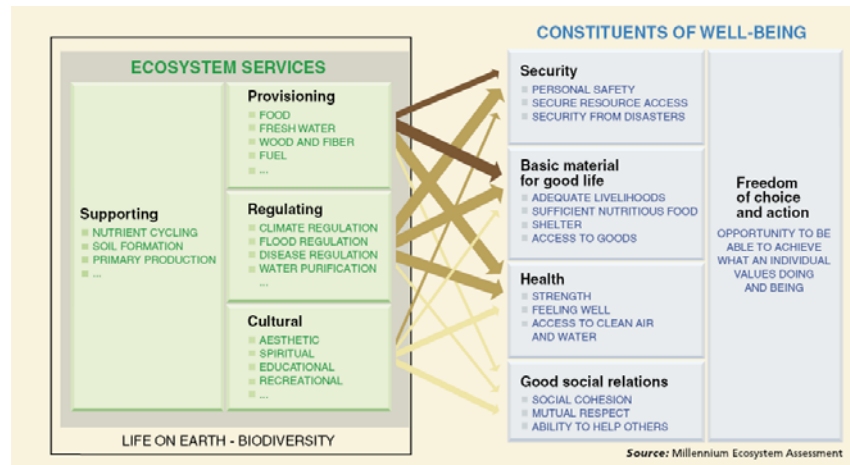 CONSTITUENTS OF WELL-BEING
ECOSYSTEM SERVICES
Supporting
NUTRIENT CYCLING
SOIL FORMATION
PRIMARY PRODUCTION
...
Provisioning
FOOD
FRESH WATER
WOOD AND FIBER
FUEL
...
Regulating
CLIMATE REGULATION
FLOOD REGULATION
DISEASE REGULATION
WATER PURIFICATION
...
Cultural
AESTHETIC
SPIRITUAL
EDUCATIONAL
RECREATIONAL
...
LIFE ON EARTH - BIODIVERSITY
Security
PERSONAL SAFETY
SECURE RESOURCE ACCESS
SECURITY FROM DISASTERS
Basic material
for good life
ADEQUATE LIVELIHOODS
SUFFICIENT NUTRITIOUS FOOD
SHELTER
ACCESS TO GOODS
Health
STRENGTH
FEELING WELL
ACCESS TO CLEAN AIR
AND WATER
Good social relations
SOCIAL COHESION
MUTUAL RESPECT
ABILITY TO HELP OTHERS
Freedom
of choice
and action
OPPORTUNITY TO BE
ABLE TO ACHIEVE
WHAT AN INDIVIDUAL
VALUES DOING
AND BEING
Source: Millennium Ecosystem Assessment